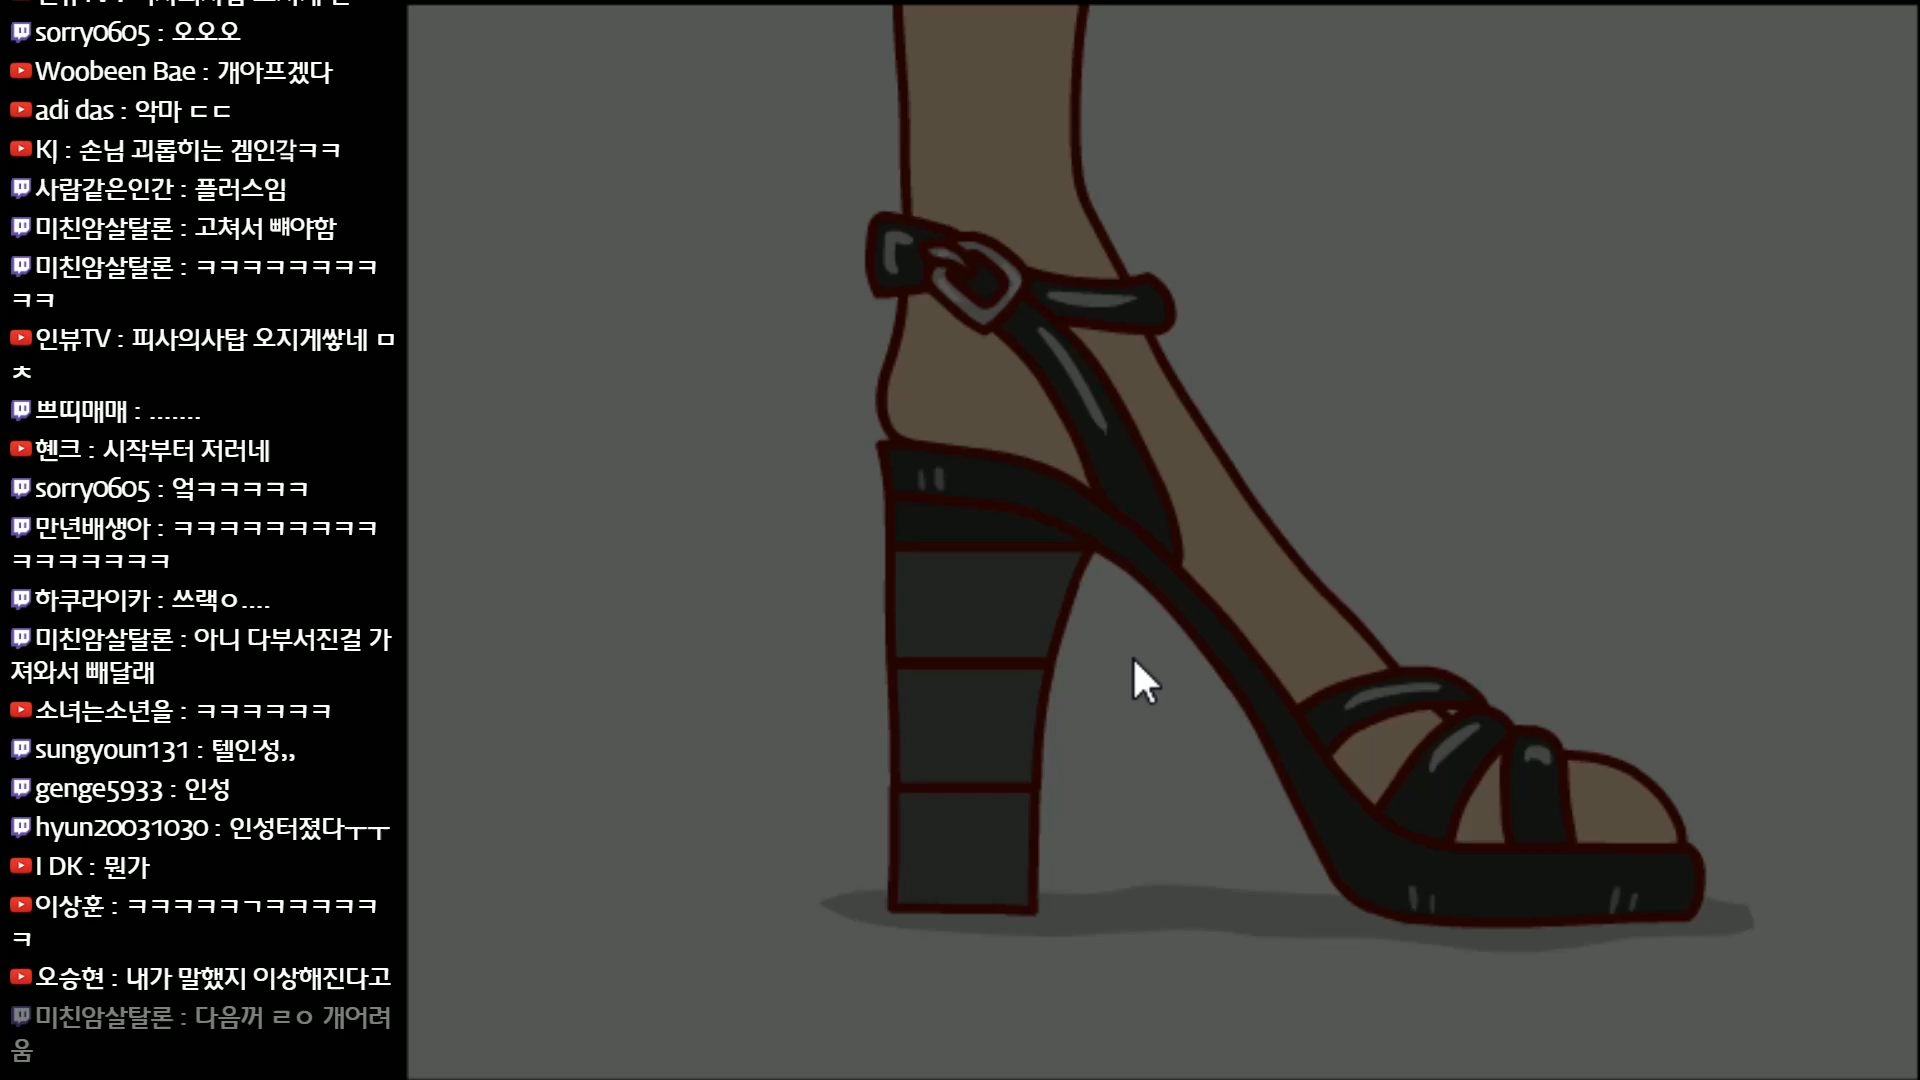 sorry0605 : 오오오
Woobeen Bae : 개아프겠다
adi das : 악마 ㄷㄷ
KJ : 손님 괴롭히는 겜인갘ㅋㅋ
사람같은인간 : 플러스임
미친암살탈론 : 고쳐서 뺴야함
미친암살탈론 : ㅋㅋㅋㅋㅋㅋㅋㅋ
ㅋㅋ
인뷰TV : 피사의사탑 오지게쌓네 ㅁ
ㅊ
쁘띠매매 : .......
헨크 : 시작부터 저러네
sorry0605 : 엌ㅋㅋㅋㅋㅋ
만년배생아 : ㅋㅋㅋㅋㅋㅋㅋㅋㅋ
ㅋㅋㅋㅋㅋㅋㅋ
하쿠라이카 : 쓰랙ㅇ....
미친암살탈론 : 아니 다부서진걸 가
져와서 빼달래
소녀는소년을 : ㅋㅋㅋㅋㅋㅋ
sungyoun131 : 텔인성,,
genge5933 : 인성
hyun20031030 : 인성터졌다ㅜㅜ
I DK : 뭔가
이상훈 : ㅋㅋㅋㅋㅋㄱㅋㅋㅋㅋㅋ
ㅋ
오승현 : 내가 말했지 이상해진다고
미친암살탈론 : 다음꺼 ㄹㅇ 개어려
움